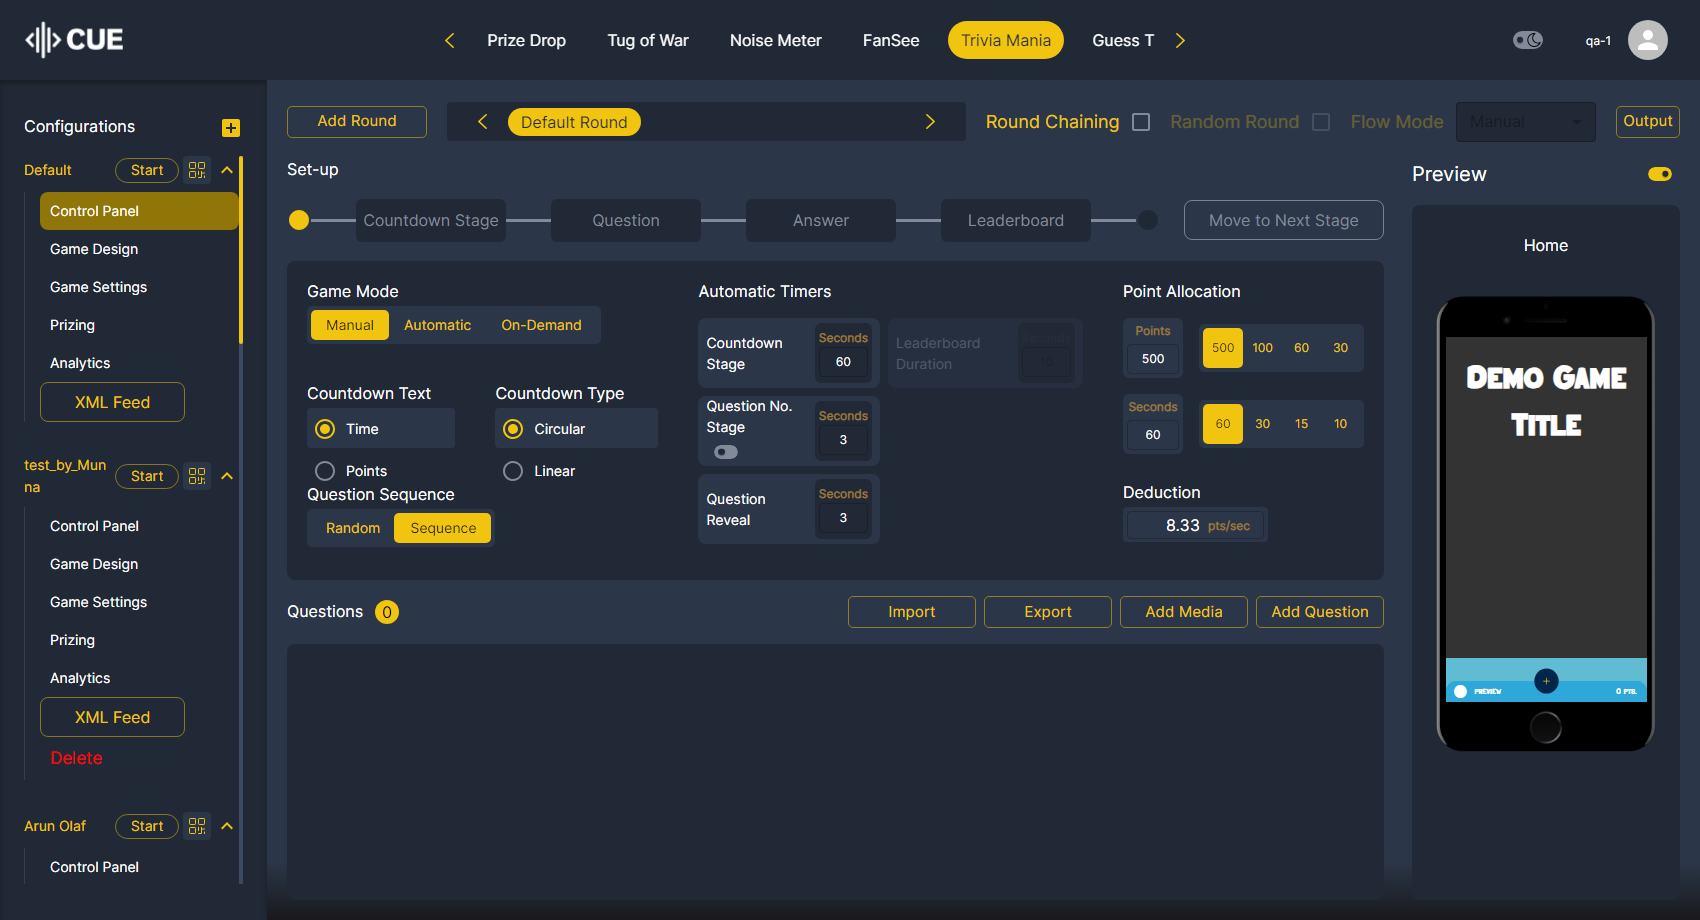 CUE
Prize Drop
Tug of War
Noise Meter
FanSee
Trivia Mania
Guess T
qa-1
Configurations
Default
Start
Control Panel
Game Design
Game Settings
Prizing
Analytics
XML Feed
test_by_Mun
na
Start
Control Panel
Game Design
Game Settings
Prizing
Analytics
XML Feed
Delete
Arun Olaf
Start
Control Panel
Add Round
Default Round
Round Chaining
Random Round
Flow Mode
Manual
Output
Set-up
Countdown Stage
Question
Answer
Leaderboard
Move to Next Stage
Game Mode
Manual
Automatic
On-Demand
Countdown Text
Time
Points
Countdown Type
Circular
Linear
Question Sequence
Random
Sequence
Automatic Timers
Countdown
Stage
Seconds
60
Leaderboard
Duration
Seconds
10
Question No.
Stage
Seconds
3
Question
Reveal
Seconds
3
Point Allocation
Points
500
500
100
60
30
Seconds
60
60
30
15
10
Deduction
8.33 pts/sec
Questions 0
Import
Export
Add Media
Add Question
Preview
Home
Demo Game
Title
PREVIEW
0 PTS.